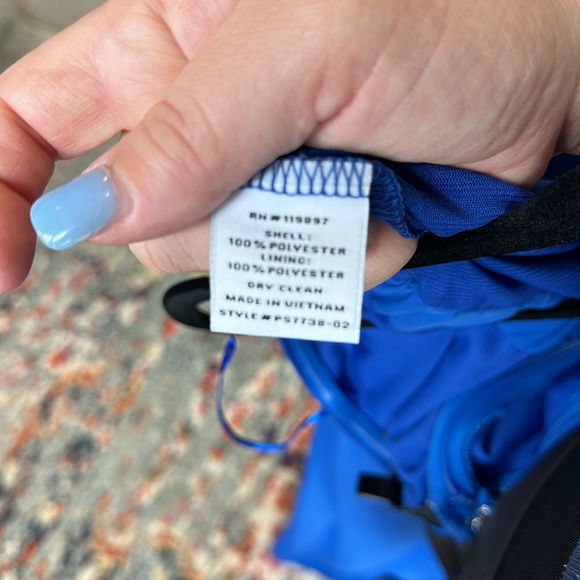 RN#119897
SHELL:
100% POLYESTER
LINING:
100% POLYESTER
DRY CLEAN
MADE IN VIETNAM
STYLE#PS7738-02